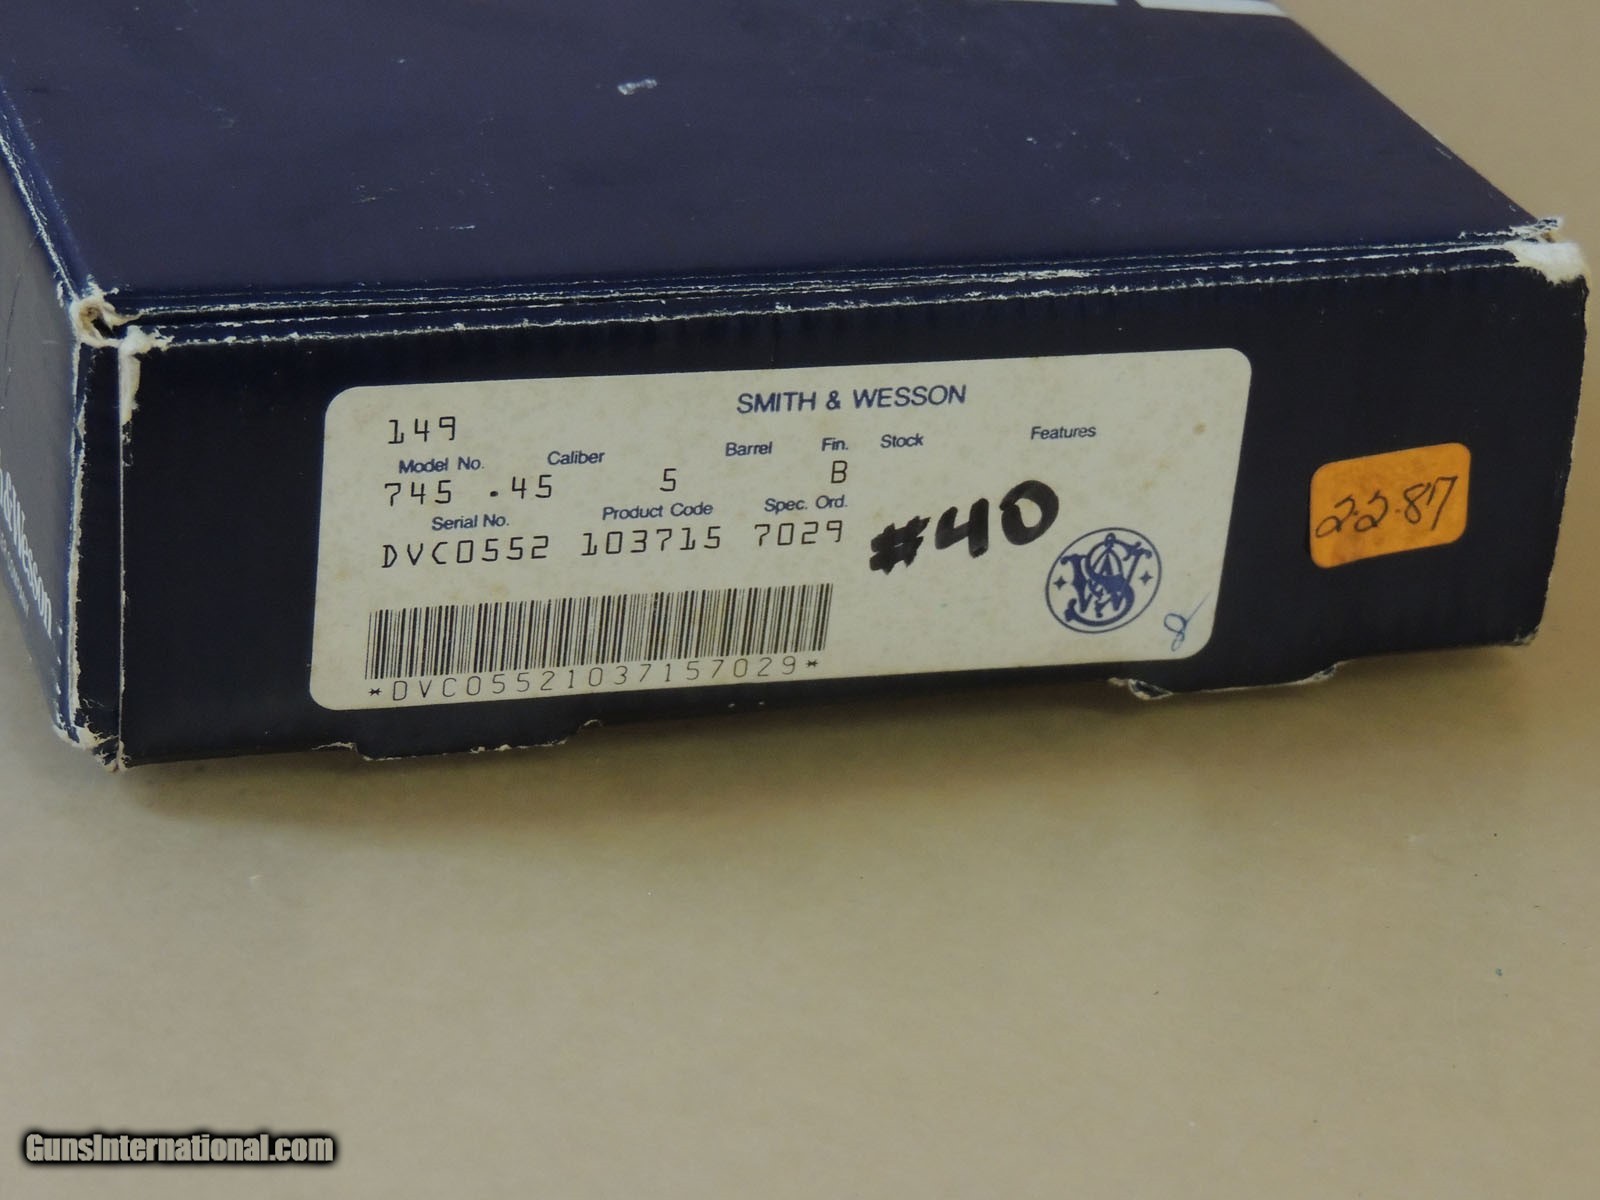 SMITH & WESSON
149
Model No. Caliber Barrel Fin. Stock Features
745 .45 5 B
Serial No. Product Code Spec. Ord.
DVC0552 103715 7029
#40
*DVC05521037157029*
22-87
Wesson
GunsInternational.com